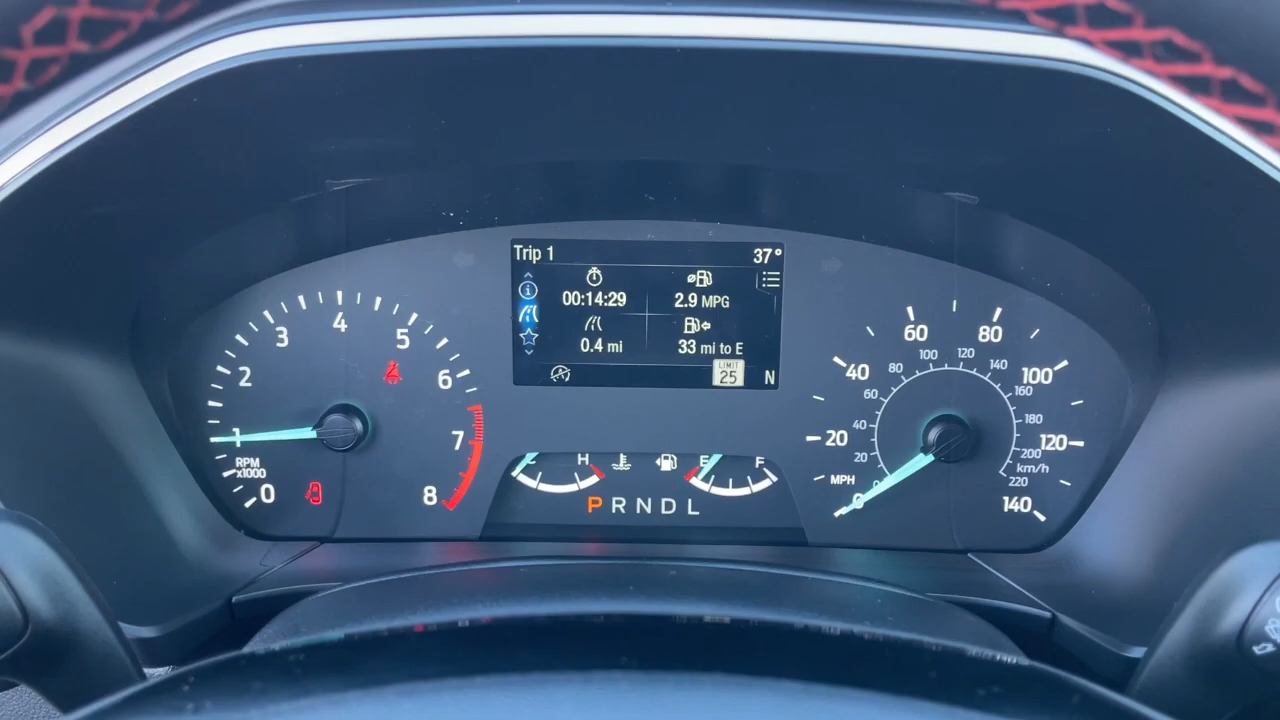 Trip 1 37°
00:14:29 2.9 MPG
0.4 mi 33 mi to E
LIMIT
25 N
0 1 2 3 4 5 6 7 8
RPM
x1000
H
E F
P R N D L
0 20 40 60 80 100 120 140
MPH
0 20 40 60 80 100 120 140 160 180 200 220
km/h